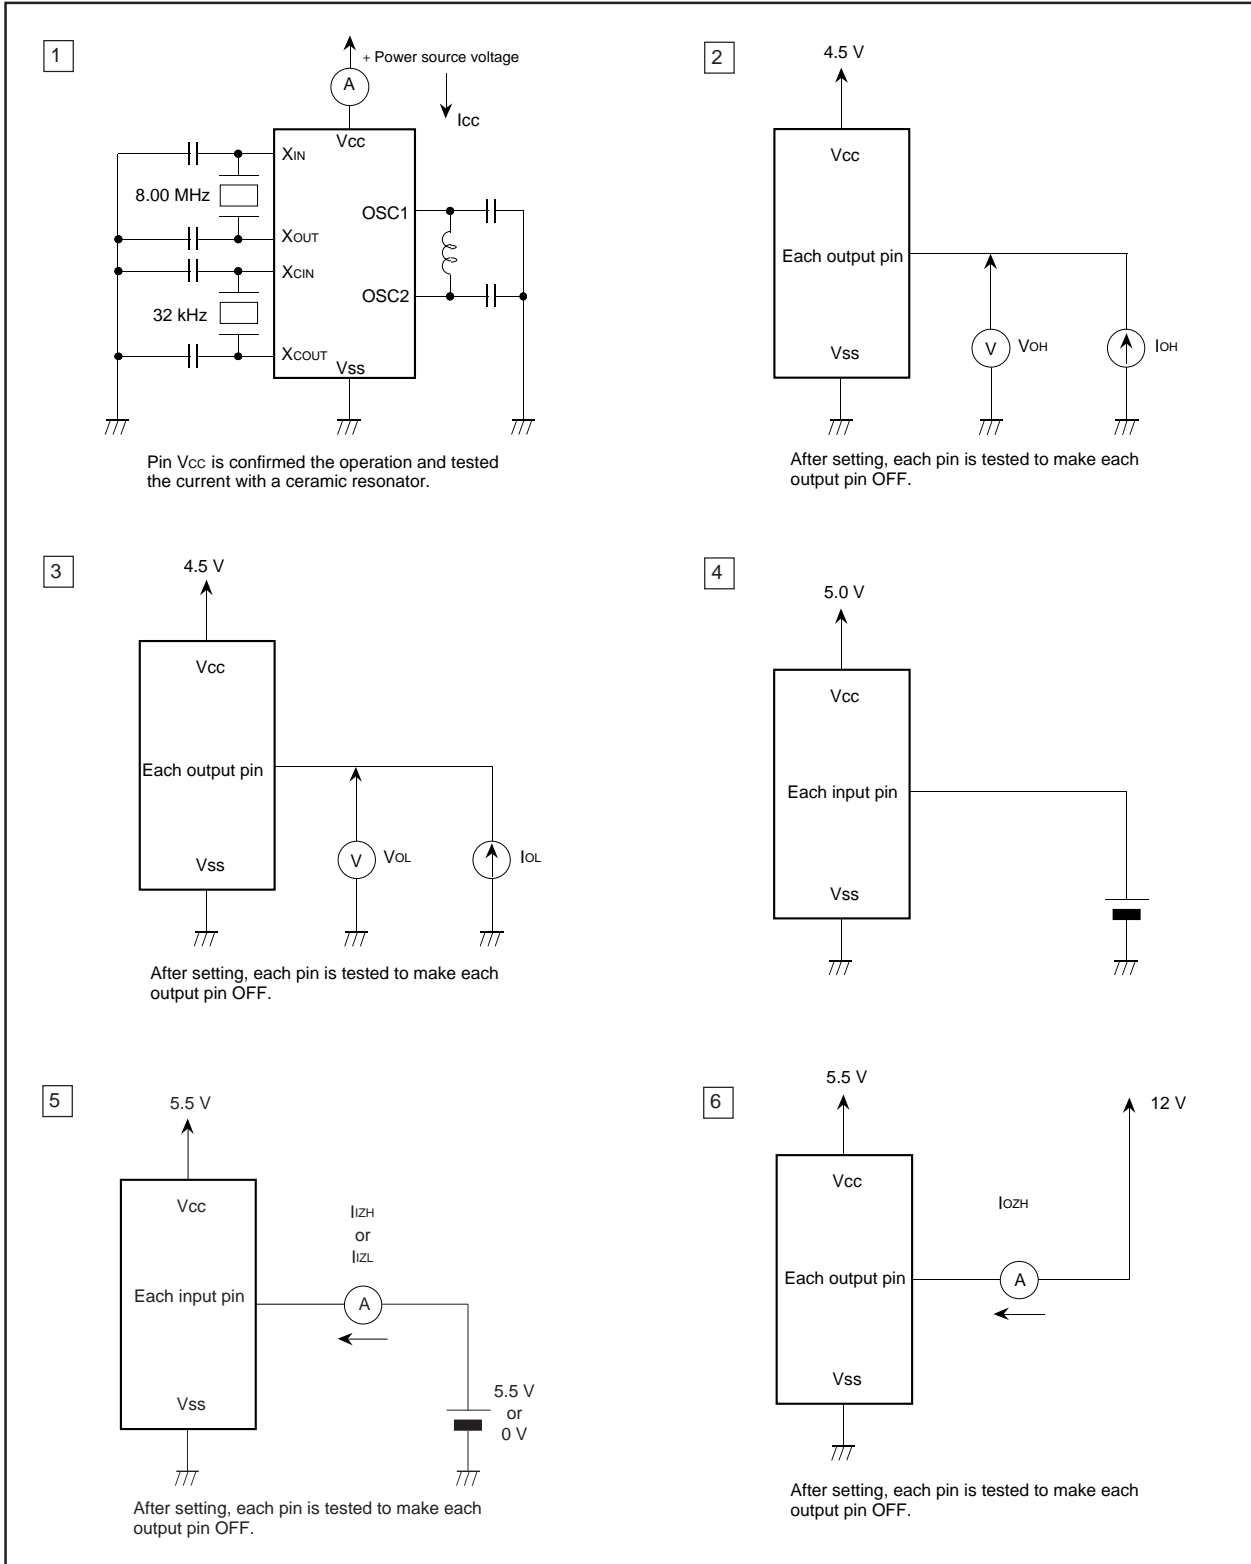 1
+ Power source voltage
A
Icc
Vcc
XIN
8.00 MHz
OSC1
XOUT
XCIN
OSC2
32 kHz
XCOUT
Vss
Pin Vcc is confirmed the operation and tested
the current with a ceramic resonator.
2
4.5 V
Vcc
Each output pin
V
VOH
IOH
Vss
After setting, each pin is tested to make each
output pin OFF.
3
4.5 V
Vcc
Each output pin
Vss
V
VOL
IOL
After setting, each pin is tested to make each
output pin OFF.
4
5.0 V
Vcc
Each input pin
Vss
5
5.5 V
Vcc
IIZH
or
IIZL
Each input pin
A
Vss
5.5 V
or
0 V
After setting, each pin is tested to make each
output pin OFF.
6
5.5 V
12 V
Vcc
IOZH
Each output pin
A
Vss
After setting, each pin is tested to make each
output pin OFF.